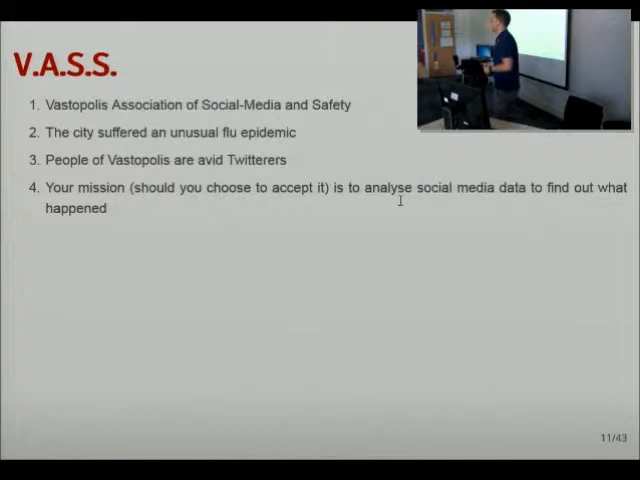 V.A.S.S.
1. Vastopolis Association of Social-Media and Safety
2. The city suffered an unusual flu epidemic
3. People of Vastopolis are avid Twitterers
4. Your mission (should you choose to accept it) is to analyse social media data to find out what
happened
11/43